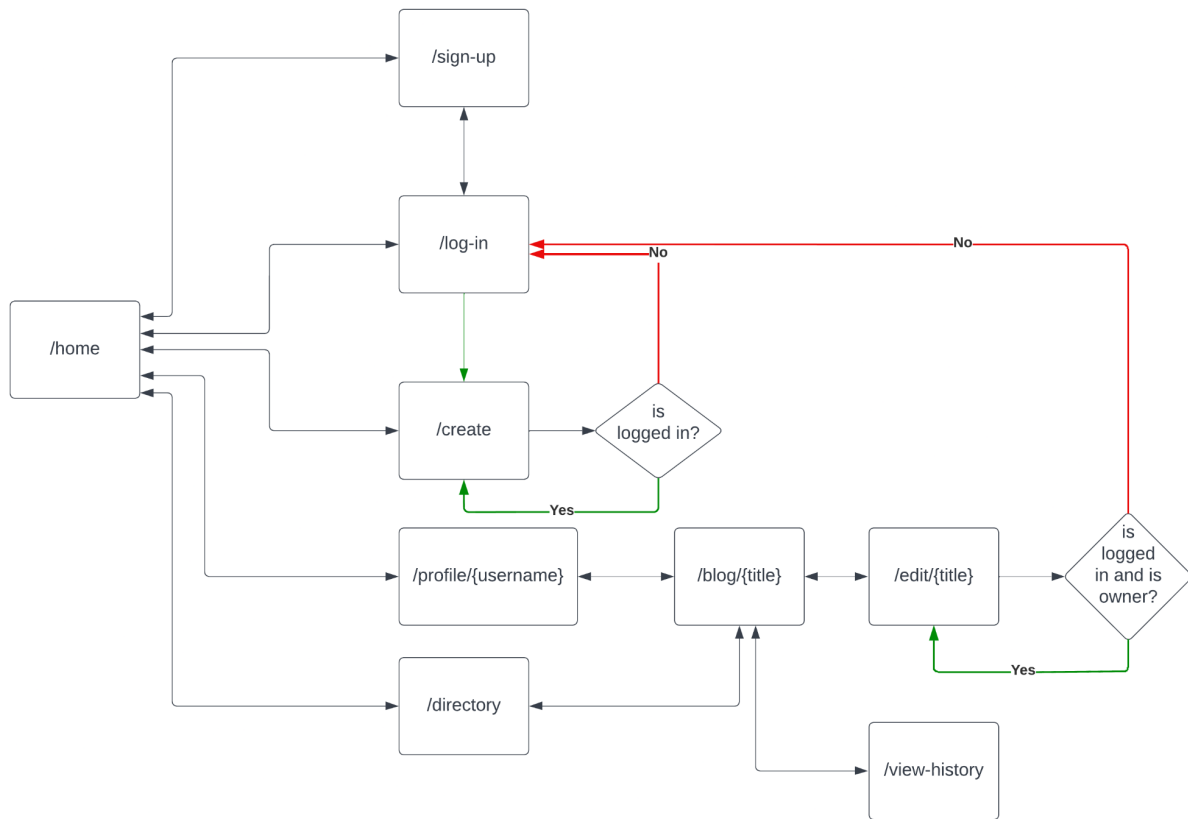 /sign-up
/log-in
No
No
/home
/create
is
logged in?
Yes
/profile/{username}
/blog/{title}
/edit/{title}
is
logged
in and is
owner?
Yes
/directory
/view-history